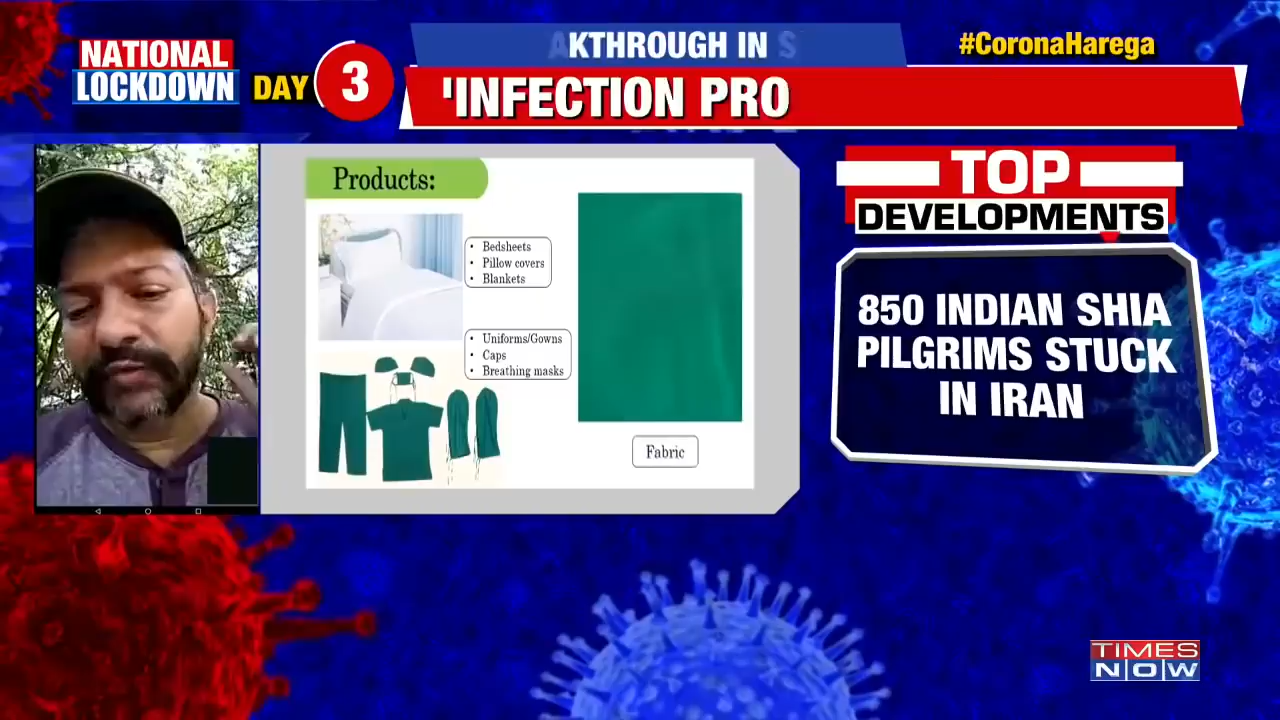 NATIONAL
LOCKDOWN
DAY 3
KTHROUGH IN S
'INFECTION PRO
#CoronaHarega
Products:
• Bedsheets
• Pillow covers
• Blankets
• Uniforms/Gowns
• Caps
• Breathing masks
Fabric
TOP
DEVELOPMENTS
850 INDIAN SHIA
PILGRIMS STUCK
IN IRAN
TIMES
NOW